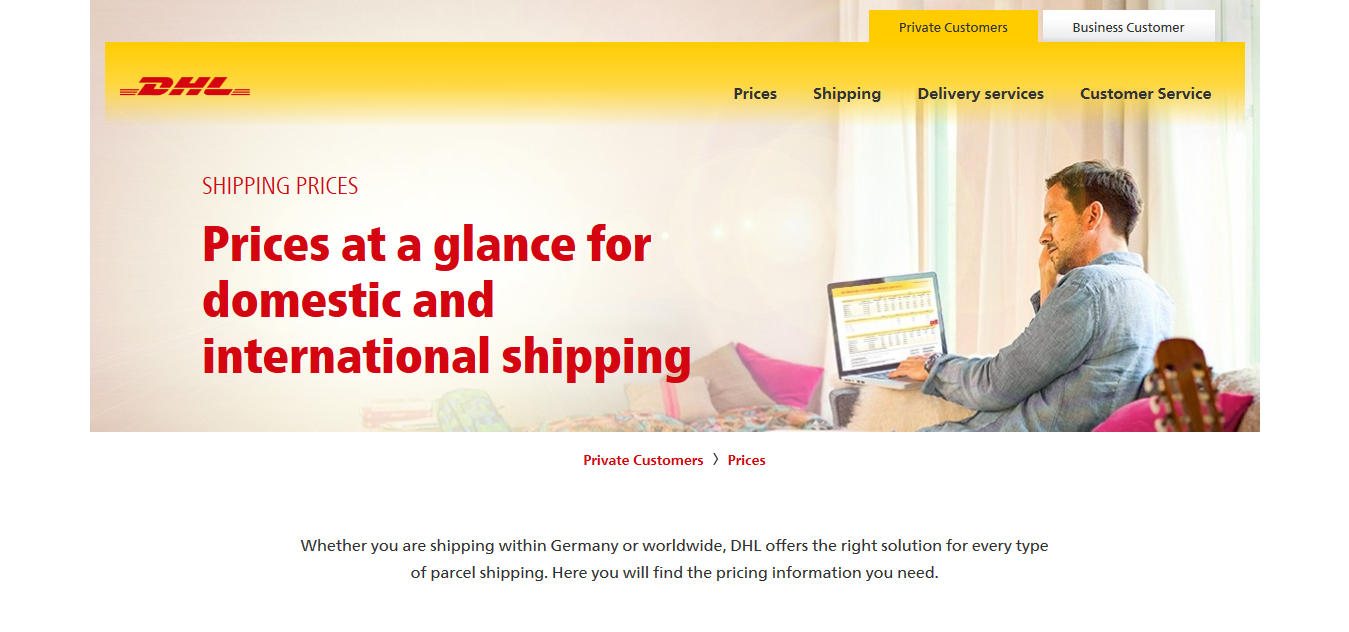 Private Customers
Business Customer
DHL
Prices
Shipping
Delivery services
Customer Service
SHIPPING PRICES
Prices at a glance for
domestic and
international shipping
Private Customers 〉 Prices
Whether you are shipping within Germany or worldwide, DHL offers the right solution for every type
of parcel shipping. Here you will find the pricing information you need.